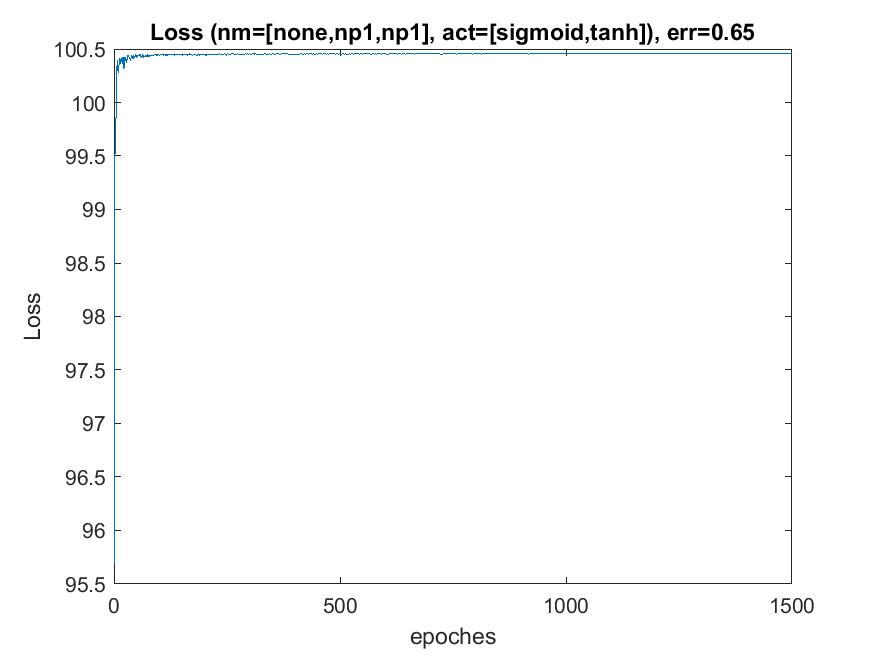 Loss (nm=[none,np1,np1], act=[sigmoid,tanh]), err=0.65
100.5
100
99.5
99
98.5
98
97.5
97
96.5
96
95.5
Loss
0 500 1000 1500
epoches